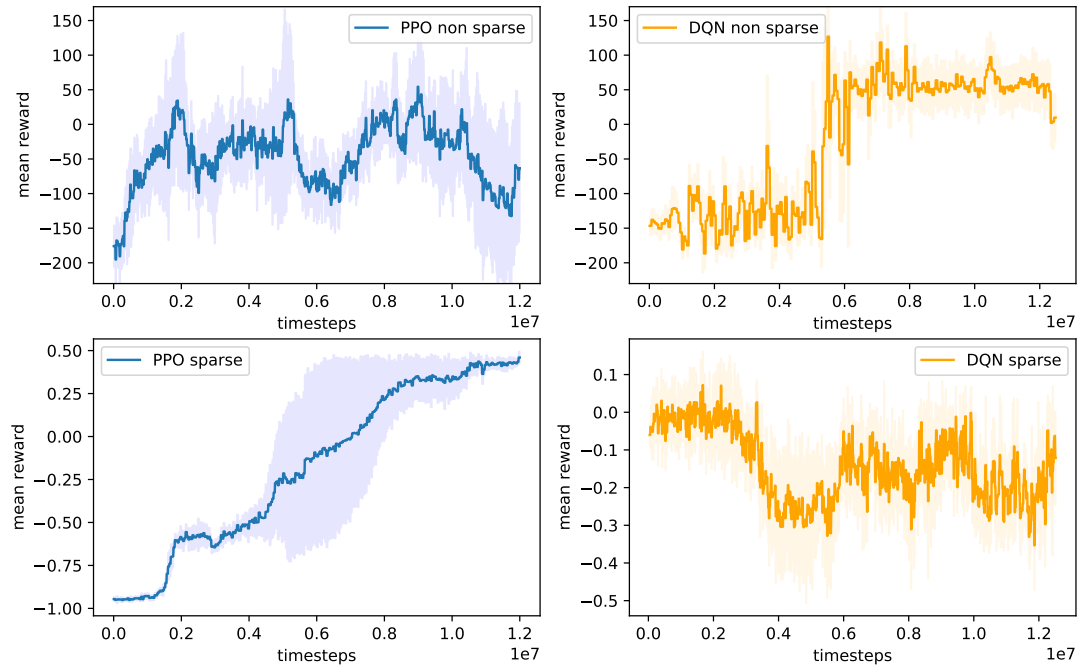 PPO non sparse
mean reward
150
100
50
0
−50
−100
−150
−200
0.0 0.2 0.4 0.6 0.8 1.0 1.2
timesteps
1e7
DQN non sparse
mean reward
150
100
50
0
−50
−100
−150
−200
0.0 0.2 0.4 0.6 0.8 1.0 1.2
timesteps
1e7
PPO sparse
mean reward
0.50
0.25
0.00
−0.25
−0.50
−0.75
−1.00
0.0 0.2 0.4 0.6 0.8 1.0 1.2
timesteps
1e7
DQN sparse
mean reward
0.1
0.0
−0.1
−0.2
−0.3
−0.4
−0.5
0.0 0.2 0.4 0.6 0.8 1.0 1.2
timesteps
1e7